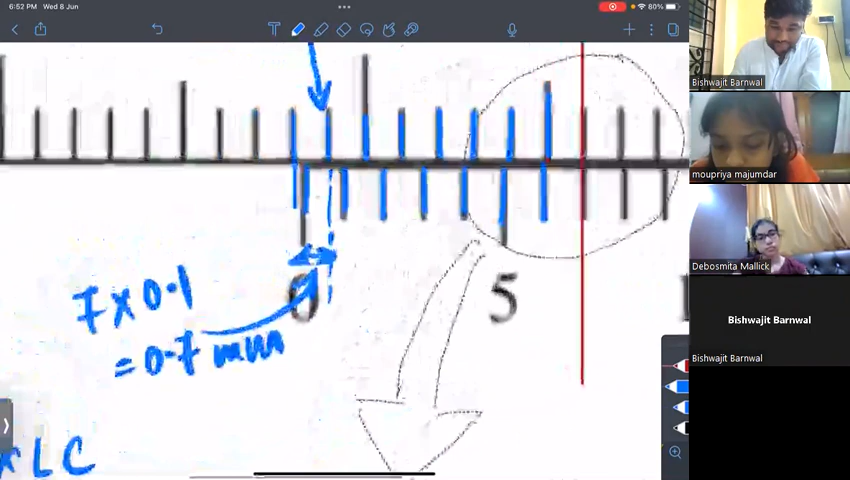 6:52 PM Wed 8 Jun
80%
T
Bishwajit Barnwal
moupriya majumdar
Debosmita Mallick
Bishwajit Barnwal
Bishwajit Barnwal
0
5
7 × 0.1
= 0.7 mm
× LC